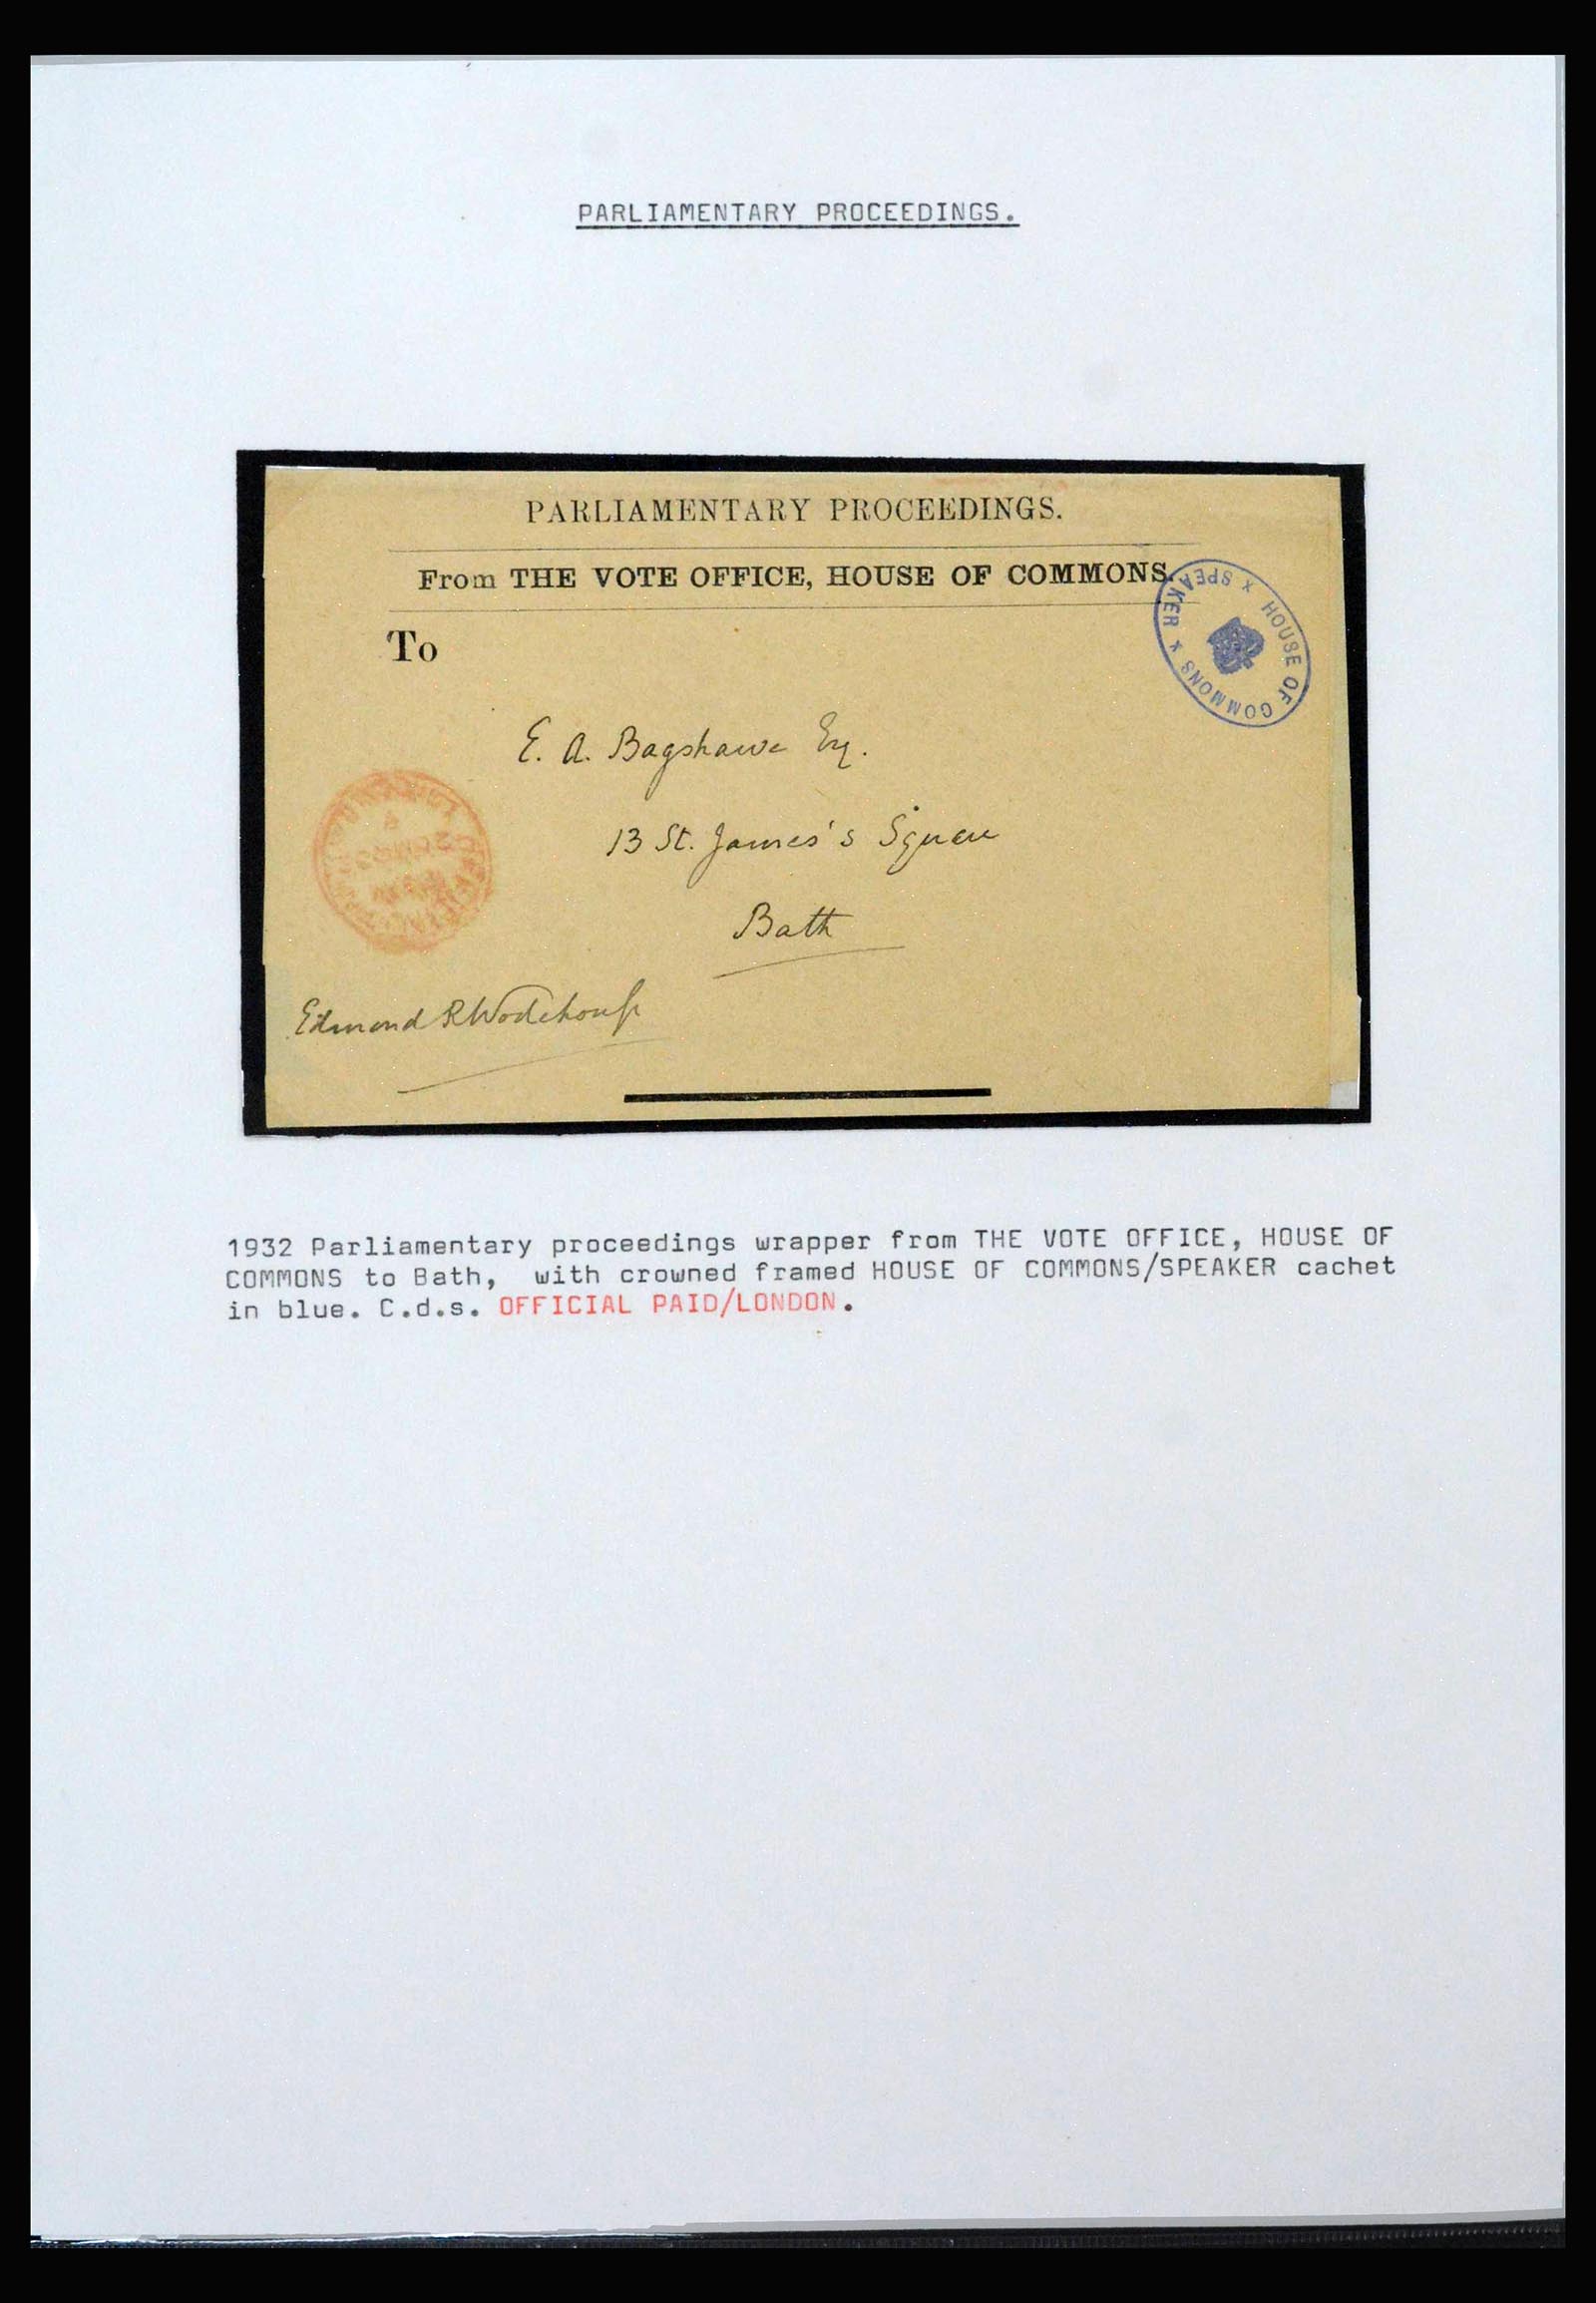 PARLIAMENTARY PROCEEDINGS.
PARLIAMENTARY PROCEEDINGS.
From THE VOTE OFFICE, HOUSE OF COMMONS.
HOUSE OF COMMONS x SPEAKER x
To
E. A. Bagshawe Esq.
13 St. James's Square
Bath
Edmond R Wodehouse
1932 Parliamentary proceedings wrapper from THE VOTE OFFICE, HOUSE OF
COMMONS to Bath, with crowned framed HOUSE OF COMMONS/SPEAKER cachet
in blue. C.d.s. OFFICIAL PAID/LONDON.